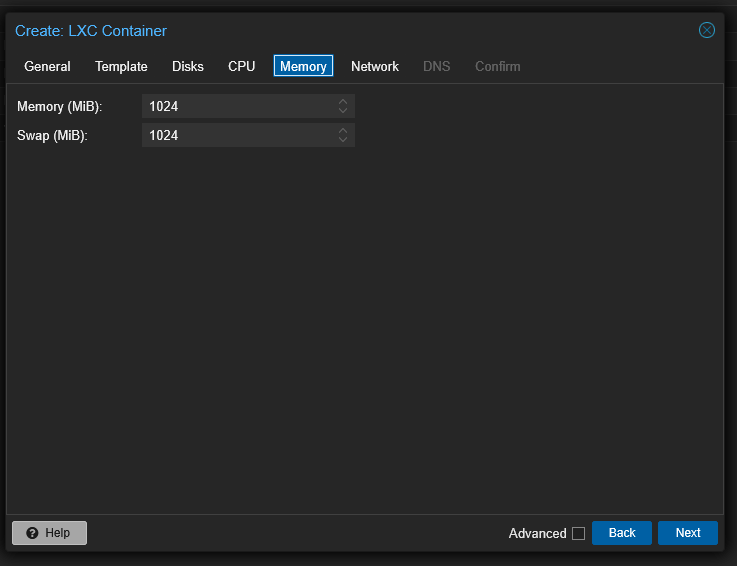 Create: LXC Container
General Template Disks CPU Memory Network DNS Confirm
Memory (MiB): 1024
Swap (MiB): 1024
? Help Advanced Back Next